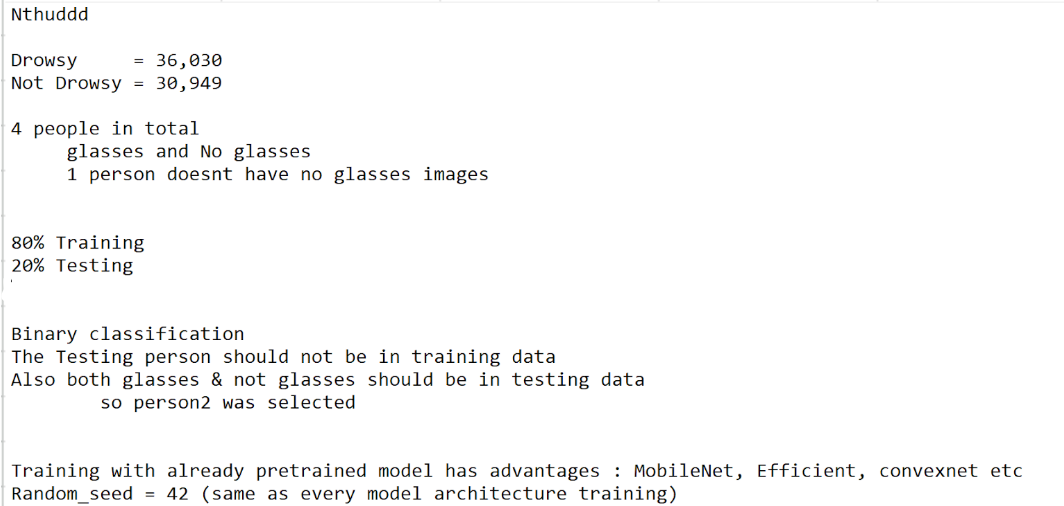 Nthuddd
Drowsy     = 36,030
Not Drowsy = 30,949
4 people in total
glasses and No glasses
1 person doesnt have no glasses images
80% Training
20% Testing
Binary classification
The Testing person should not be in training data
Also both glasses & not glasses should be in testing data
so person2 was selected
Training with already pretrained model has advantages : MobileNet, Efficient, convexnet etc
Random_seed = 42 (same as every model architecture training)